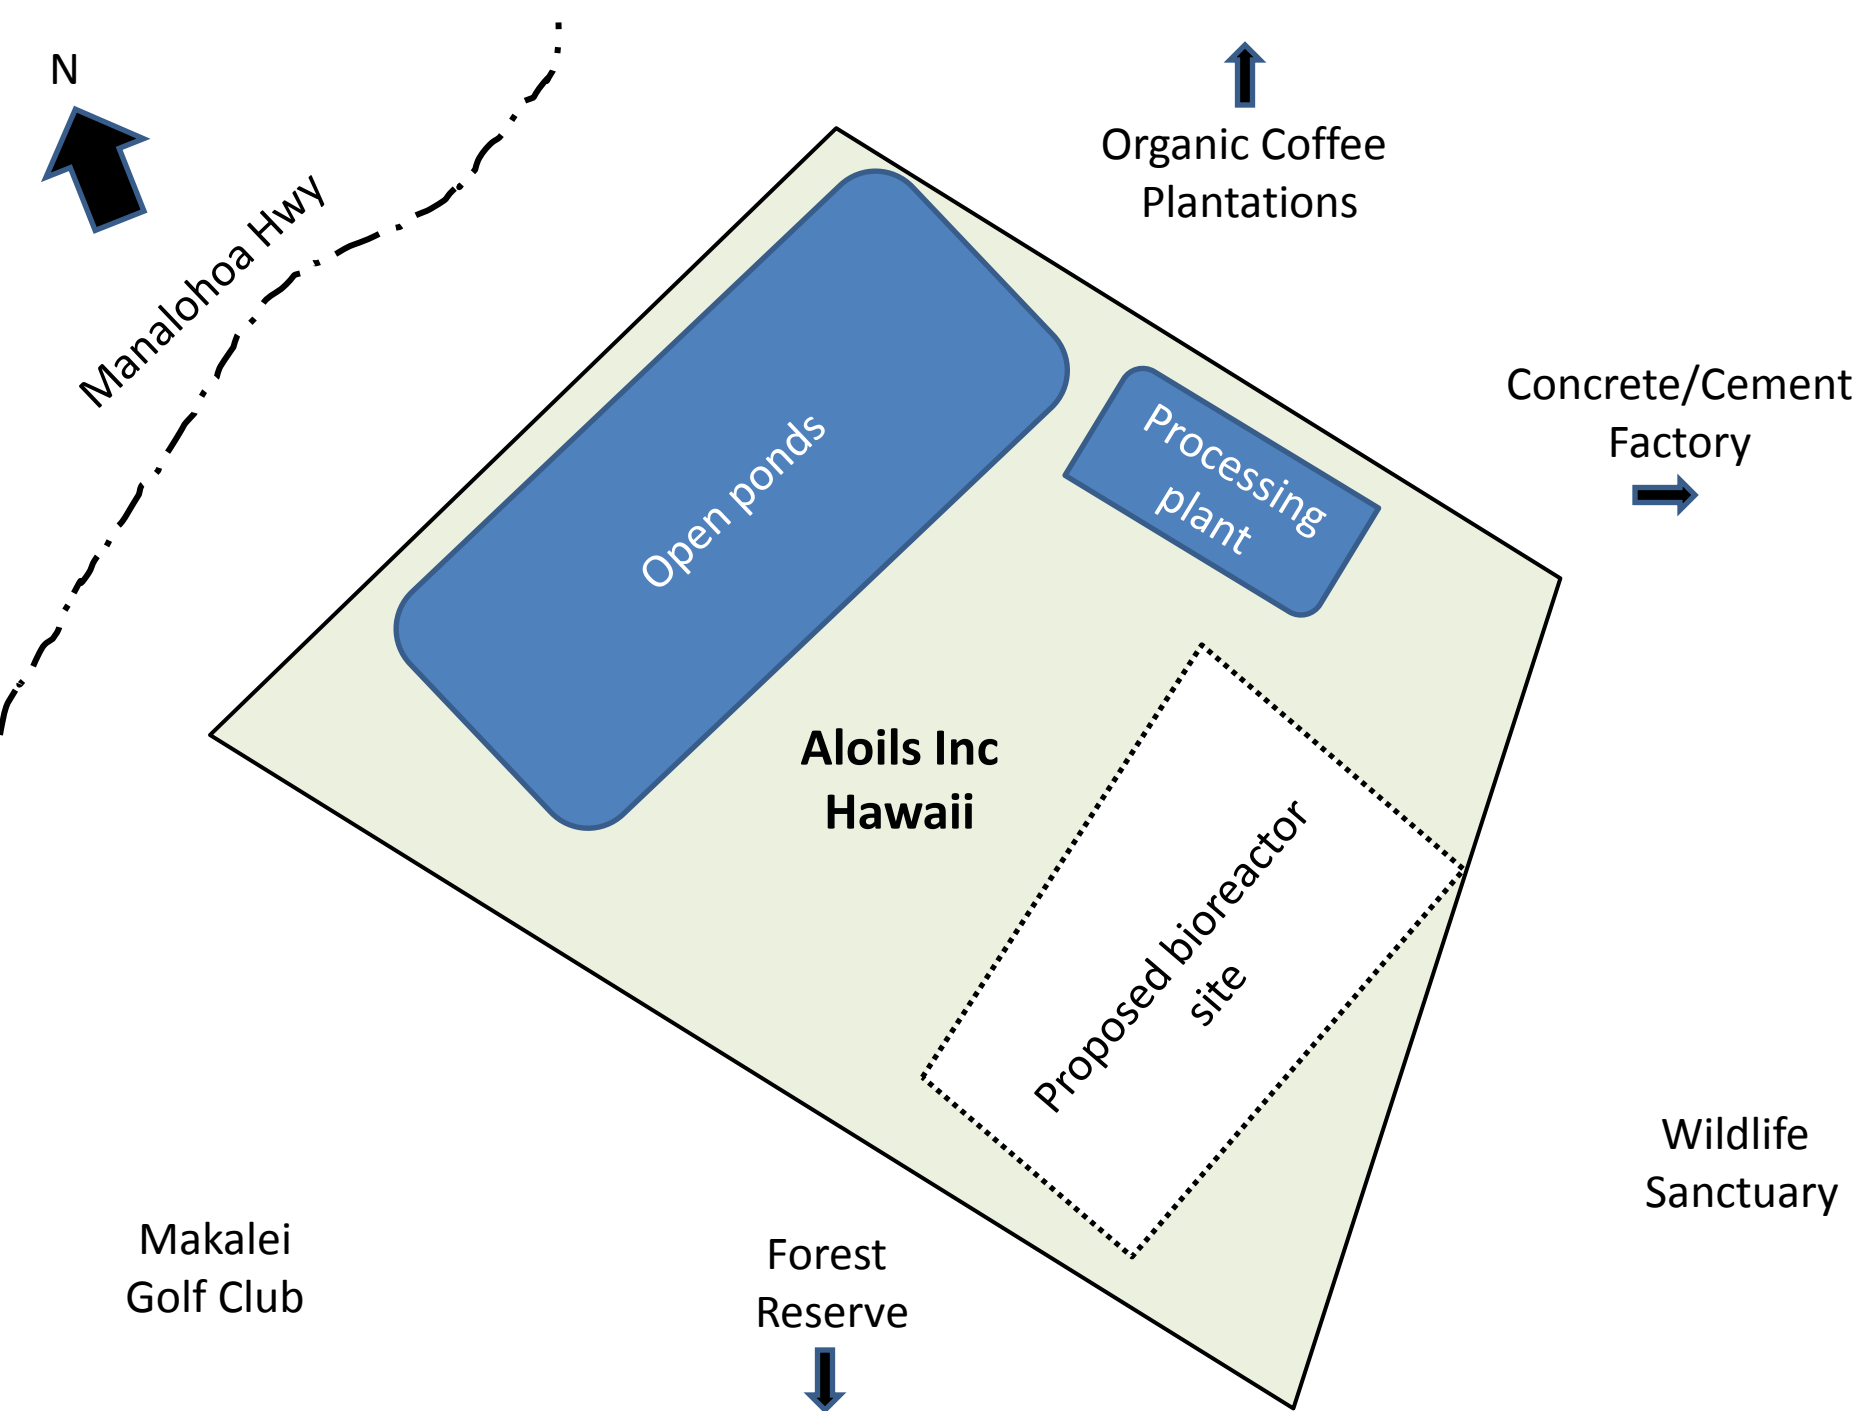 N
Manalohoa Hwy
Organic Coffee
Plantations
Concrete/Cement
Factory
Open ponds
Processing
plant
Aloils Inc
Hawaii
Proposed bioreactor
site
Wildlife
Sanctuary
Makalei
Golf Club
Forest
Reserve